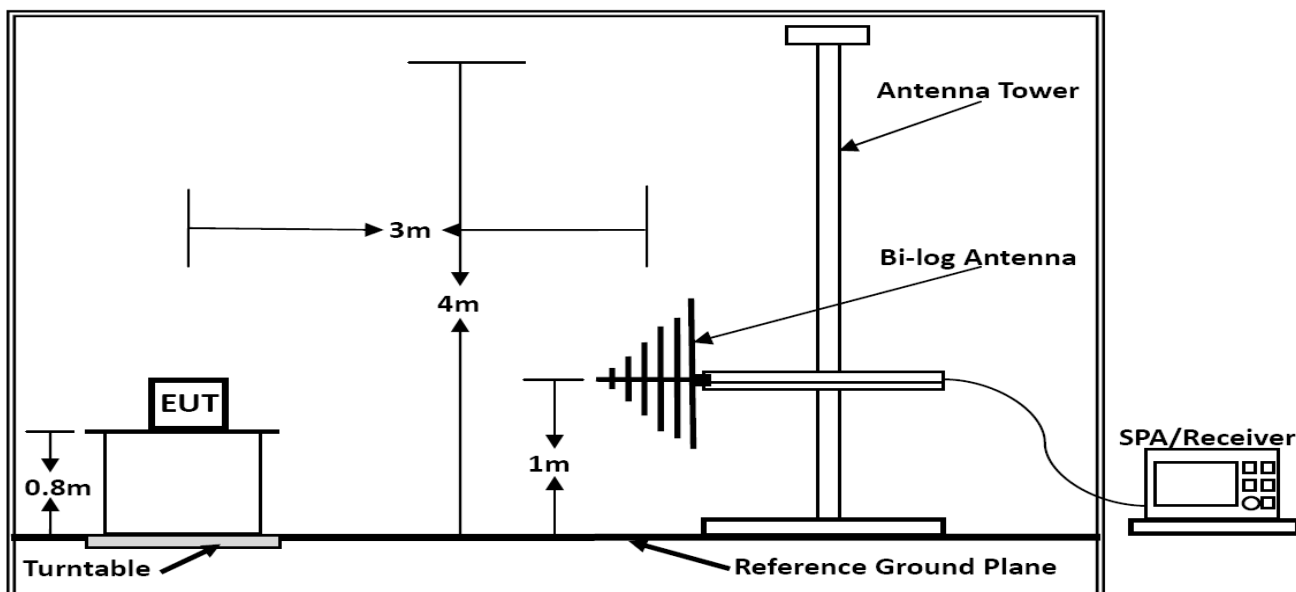 Antenna Tower
3m
Bi-log Antenna
4m
EUT
SPA/Receiver
1m
0.8m
Turntable
Reference Ground Plane